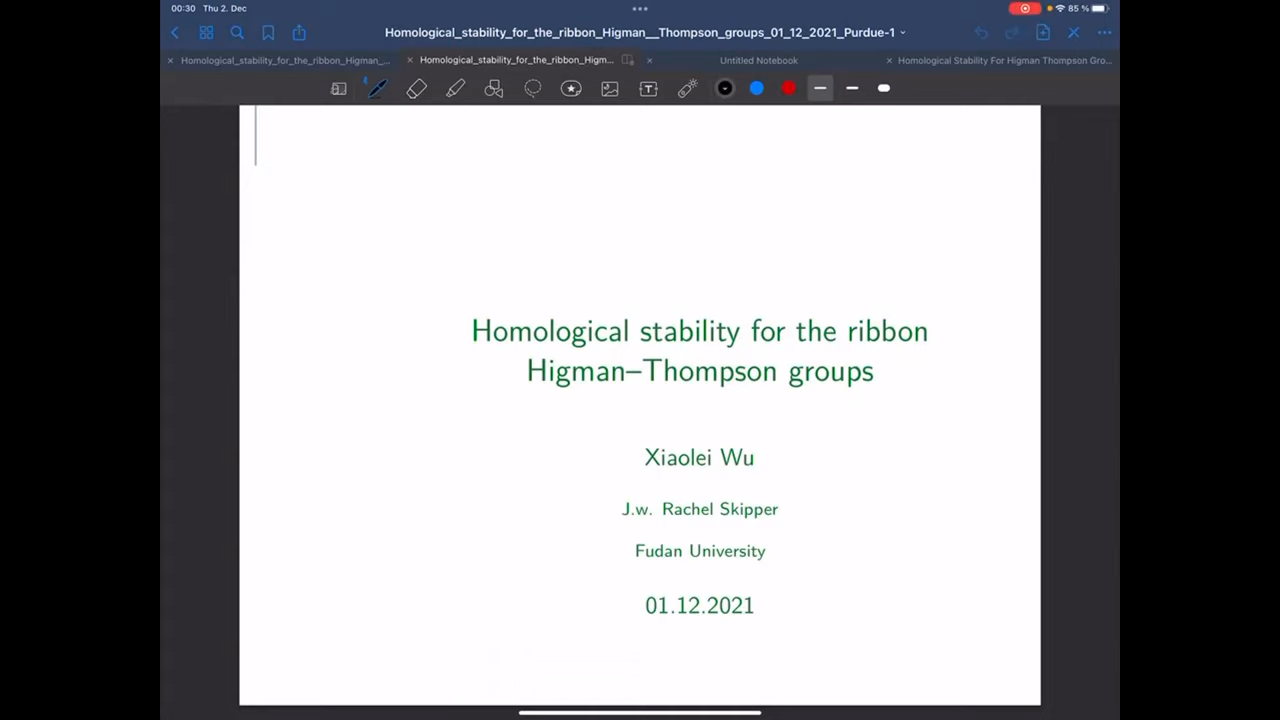 00:30 Thu 2. Dec
85 %
Homological_stability_for_the_ribbon_Higman__Thompson_groups_01_12_2021_Purdue-1
Homological_stability_for_the_ribbon_Higman_...
Homological_stability_for_the_ribbon_Higm...
Untitled Notebook
Homological Stability For Higman Thompson Gro...
Homological stability for the ribbon
Higman–Thompson groups
Xiaolei Wu
J.w. Rachel Skipper
Fudan University
01.12.2021